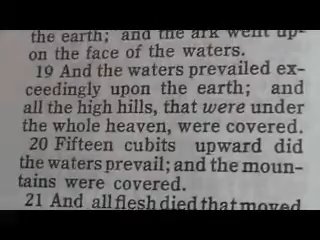 the earth; and the ark went up-
on the face of the waters.
19 And the waters prevailed ex-
ceedingly upon the earth; and
all the high hills, that were under
the whole heaven, were covered.
20 Fifteen cubits upward did
the waters prevail; and the moun-
tains were covered.
21 And all flesh died that moved